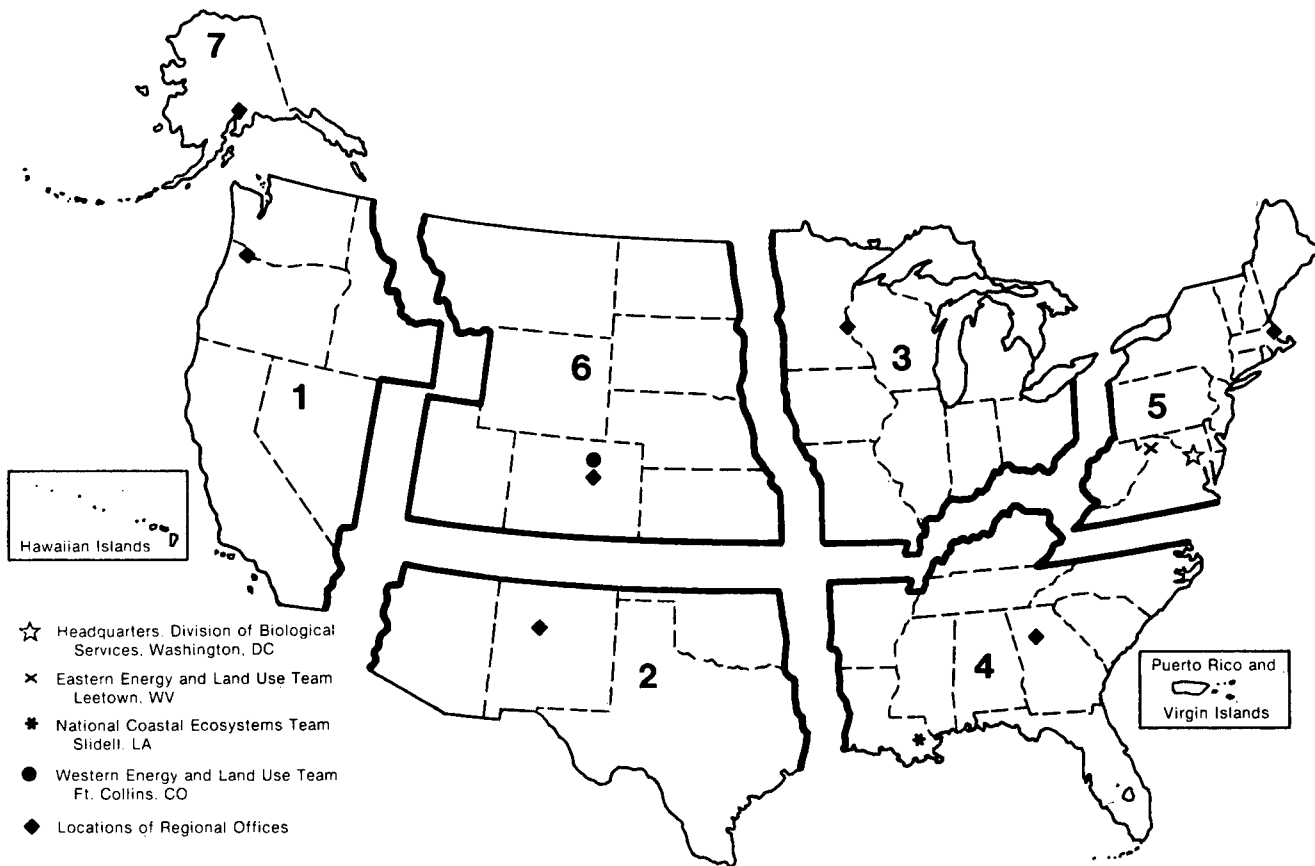 7
3
6
1
5
Hawaiian Islands
2
4
Puerto Rico and
Virgin Islands
Headquarters, Division of Biological
Services, Washington, DC
Eastern Energy and Land Use Team
Leetown, WV
National Coastal Ecosystems Team
Slidell, LA
Western Energy and Land Use Team
Ft. Collins, CO
Locations of Regional Offices